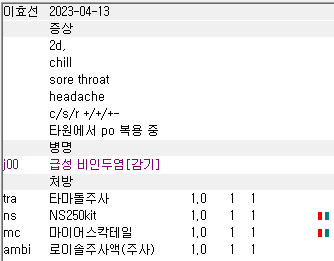 이효선 2023-04-13
증상
2d,
chill
sore throat
headache
c/s/r +/+/+-
타원에서 po 복용 중
병명
j00 급성 비인두염[감기]
처방
tra 타마돌주사 1.0 1 1
ns NS250kit 1.0 1 1
mc 마이어스칵테일 1.0 1 1
ambi 로이솔주사액(주사) 1.0 1 1